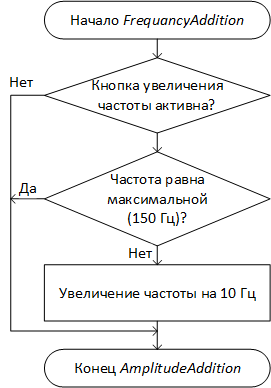 Начало FrequancyAddition
Нет
Кнопка увеличения
частоты активна?
Да
Частота равна
максимальной
(150 Гц)?
Нет
Увеличение частоты на 10 Гц
Конец AmplitudeAddition